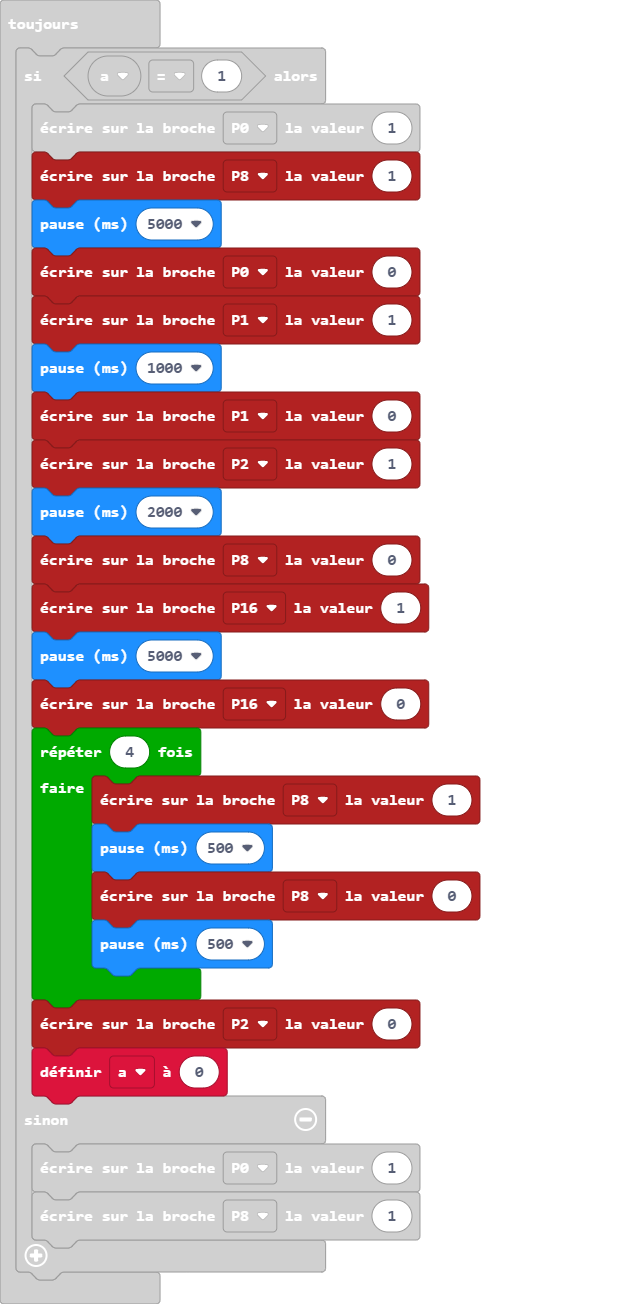 toujours
si a = 1 alors
écrire sur la broche P0 la valeur 1
écrire sur la broche P8 la valeur 1
pause (ms) 5000
écrire sur la broche P0 la valeur 0
écrire sur la broche P1 la valeur 1
pause (ms) 1000
écrire sur la broche P1 la valeur 0
écrire sur la broche P2 la valeur 1
pause (ms) 2000
écrire sur la broche P8 la valeur 0
écrire sur la broche P16 la valeur 1
pause (ms) 5000
écrire sur la broche P16 la valeur 0
répéter 4 fois
faire écrire sur la broche P8 la valeur 1
pause (ms) 500
écrire sur la broche P8 la valeur 0
pause (ms) 500
écrire sur la broche P2 la valeur 0
définir a à 0
sinon
écrire sur la broche P0 la valeur 1
écrire sur la broche P8 la valeur 1